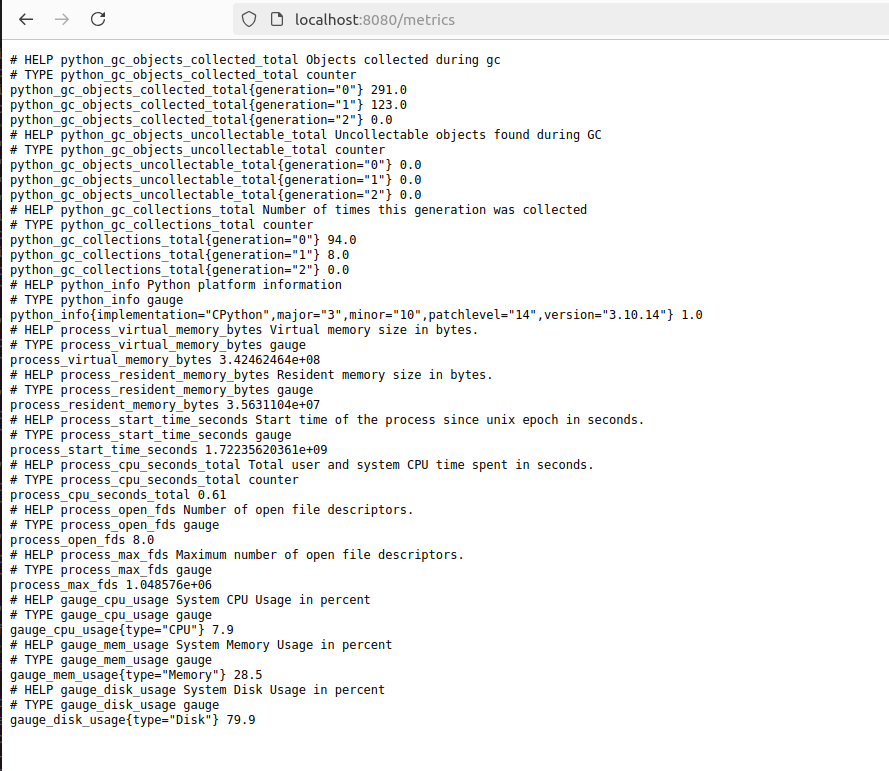 localhost:8080/metrics
# HELP python_gc_objects_collected_total Objects collected during gc
# TYPE python_gc_objects_collected_total counter
python_gc_objects_collected_total{generation="0"} 291.0
python_gc_objects_collected_total{generation="1"} 123.0
python_gc_objects_collected_total{generation="2"} 0.0
# HELP python_gc_objects_uncollectable_total Uncollectable objects found during GC
# TYPE python_gc_objects_uncollectable_total counter
python_gc_objects_uncollectable_total{generation="0"} 0.0
python_gc_objects_uncollectable_total{generation="1"} 0.0
python_gc_objects_uncollectable_total{generation="2"} 0.0
# HELP python_gc_collections_total Number of times this generation was collected
# TYPE python_gc_collections_total counter
python_gc_collections_total{generation="0"} 94.0
python_gc_collections_total{generation="1"} 8.0
python_gc_collections_total{generation="2"} 0.0
# HELP python_info Python platform information
# TYPE python_info gauge
python_info{implementation="CPython",major="3",minor="10",patchlevel="14",version="3.10.14"} 1.0
# HELP process_virtual_memory_bytes Virtual memory size in bytes.
# TYPE process_virtual_memory_bytes gauge
process_virtual_memory_bytes 3.42462464e+08
# HELP process_resident_memory_bytes Resident memory size in bytes.
# TYPE process_resident_memory_bytes gauge
process_resident_memory_bytes 3.5631104e+07
# HELP process_start_time_seconds Start time of the process since unix epoch in seconds.
# TYPE process_start_time_seconds gauge
process_start_time_seconds 1.72235620361e+09
# HELP process_cpu_seconds_total Total user and system CPU time spent in seconds.
# TYPE process_cpu_seconds_total counter
process_cpu_seconds_total 0.61
# HELP process_open_fds Number of open file descriptors.
# TYPE process_open_fds gauge
process_open_fds 8.0
# HELP process_max_fds Maximum number of open file descriptors.
# TYPE process_max_fds gauge
process_max_fds 1.048576e+06
# HELP gauge_cpu_usage System CPU Usage in percent
# TYPE gauge_cpu_usage gauge
gauge_cpu_usage{type="CPU"} 7.9
# HELP gauge_mem_usage System Memory Usage in percent
# TYPE gauge_mem_usage gauge
gauge_mem_usage{type="Memory"} 28.5
# HELP gauge_disk_usage System Disk Usage in percent
# TYPE gauge_disk_usage gauge
gauge_disk_usage{type="Disk"} 79.9